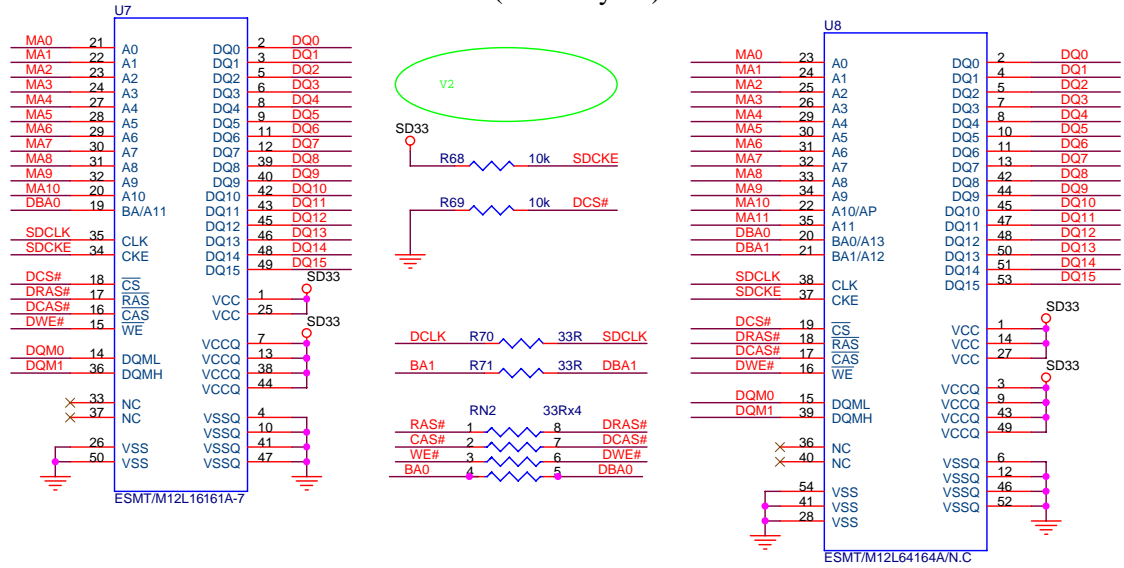 U7
MA0 21 A0 DQ0 2 DQ0
MA1 22 A1 DQ1 3 DQ1
MA2 23 A2 DQ2 5 DQ2
MA3 24 A3 DQ3 6 DQ3
MA4 27 A4 DQ4 8 DQ4
MA5 28 A5 DQ5 9 DQ5
MA6 29 A6 DQ6 11 DQ6
MA7 30 A7 DQ7 12 DQ7
MA8 31 A8 DQ8 39 DQ8
MA9 32 A9 DQ9 40 DQ9
MA10 20 A10 DQ10 42 DQ10
DBA0 19 BA/A11 DQ11 43 DQ11
DQ12 45 DQ12
SDCLK 35 CLK DQ13 46 DQ13
SDCKE 34 CKE DQ14 48 DQ14
DQ15 49 DQ15
SD33
DCS# 18 CS
DRAS# 17 RAS VCC 1
DCAS# 16 CAS VCC 25
DWE# 15 WE
SD33
VCCQ 7
DQM0 14 DQML VCCQ 13
DQM1 36 DQMH VCCQ 38
VCCQ 44
33 NC
37 NC VSSQ 4
VSSQ 10
26 VSS VSSQ 41
50 VSS VSSQ 47
ESMT/M12L16161A-7
V2
SD33
R68 10k SDCKE
R69 10k DCS#
DCLK R70 33R SDCLK
BA1 R71 33R DBA1
RN2 33Rx4
RAS# 1 8 DRAS#
CAS# 2 7 DCAS#
WE# 3 6 DWE#
BA0 4 5 DBA0
U8
MA0 23 A0 DQ0 2 DQ0
MA1 24 A1 DQ1 4 DQ1
MA2 25 A2 DQ2 5 DQ2
MA3 26 A3 DQ3 7 DQ3
MA4 29 A4 DQ4 8 DQ4
MA5 30 A5 DQ5 10 DQ5
MA6 31 A6 DQ6 11 DQ6
MA7 32 A7 DQ7 13 DQ7
MA8 33 A8 DQ8 42 DQ8
MA9 34 A9 DQ9 44 DQ9
MA10 22 A10/AP DQ10 45 DQ10
MA11 35 A11 DQ11 47 DQ11
DBA0 20 BA0/A13 DQ12 48 DQ12
DBA1 21 BA1/A12 DQ13 50 DQ13
DQ14 51 DQ14
SDCLK 38 CLK DQ15 53 DQ15
SDCKE 37 CKE
SD33
DCS# 19 CS VCC 1
DRAS# 18 RAS VCC 14
DCAS# 17 CAS VCC 27
DWE# 16 WE
SD33
VCCQ 3
DQM0 15 DQML VCCQ 9
DQM1 39 DQMH VCCQ 43
VCCQ 49
36 NC
40 NC VSSQ 6
VSSQ 12
54 VSS VSSQ 46
41 VSS VSSQ 52
28 VSS
ESMT/M12L64164A/N.C